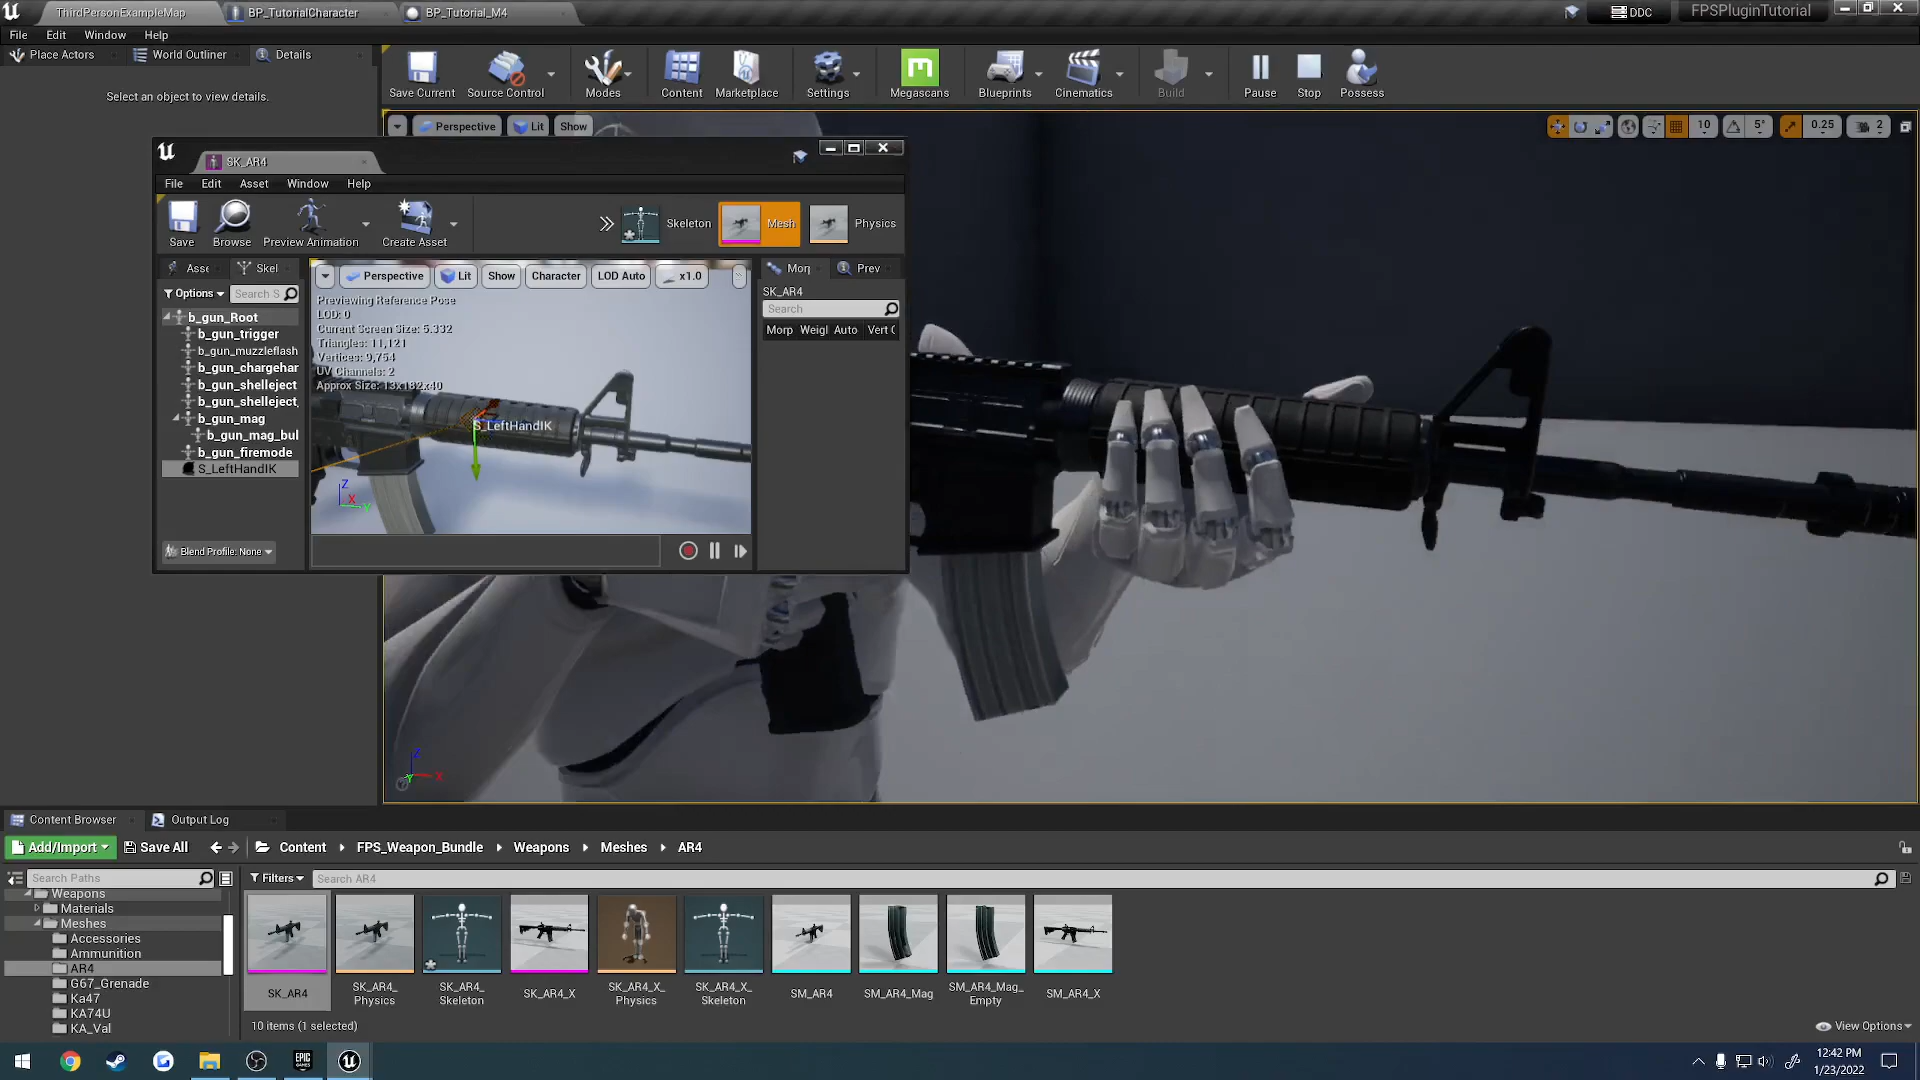 ThirdPersonExampleMap
BP_TutorialCharacter
BP_Tutorial_M4
DDC
FPSPluginTutorial
File Edit Window Help
Place Actors
World Outliner
Details
Select an object to view details.
Save Current
Source Control
Modes
Content
Marketplace
Settings
Megascans
Blueprints
Cinematics
Build
Pause
Stop
Possess
Perspective
Lit
Show
10
5°
0.25
2
SK_AR4
File Edit Asset Window Help
Save
Browse
Preview Animation
Create Asset
Skeleton
Mesh
Physics
Asse
Skel
Options
Search S
b_gun_Root
b_gun_trigger
b_gun_muzzleflash
b_gun_chargehar
b_gun_shelleject
b_gun_shelleject_
b_gun_mag
b_gun_mag_bul
b_gun_firemode
S_LeftHandIK
Blend Profile: None
Perspective
Lit
Show
Character
LOD Auto
x1.0
Previewing Reference Pose
LOD: 0
Current Screen Size: 5.332
Triangles: 11,121
Vertices: 9,754
UV Channels: 2
Approx Size: 13x182x40
S_LeftHandIK
Z
X
Y
Morp
Prev
SK_AR4
Search
Morp Weigl Auto Vert C
Z
X
Y
Content Browser
Output Log
Add/Import
Save All
Content
FPS_Weapon_Bundle
Weapons
Meshes
AR4
Search Paths
Filters
Search AR4
Weapons
Materials
Meshes
Accessories
Ammunition
AR4
G67_Grenade
Ka47
KA74U
KA_Val
SK_AR4
SK_AR4_
Physics
SK_AR4_
Skeleton
SK_AR4_X
SK_AR4_X_
Physics
SK_AR4_X_
Skeleton
SM_AR4
SM_AR4_Mag
SM_AR4_Mag_
Empty
SM_AR4_X
10 items (1 selected)
View Options
EPIC
GAMES
12:42 PM
1/23/2022